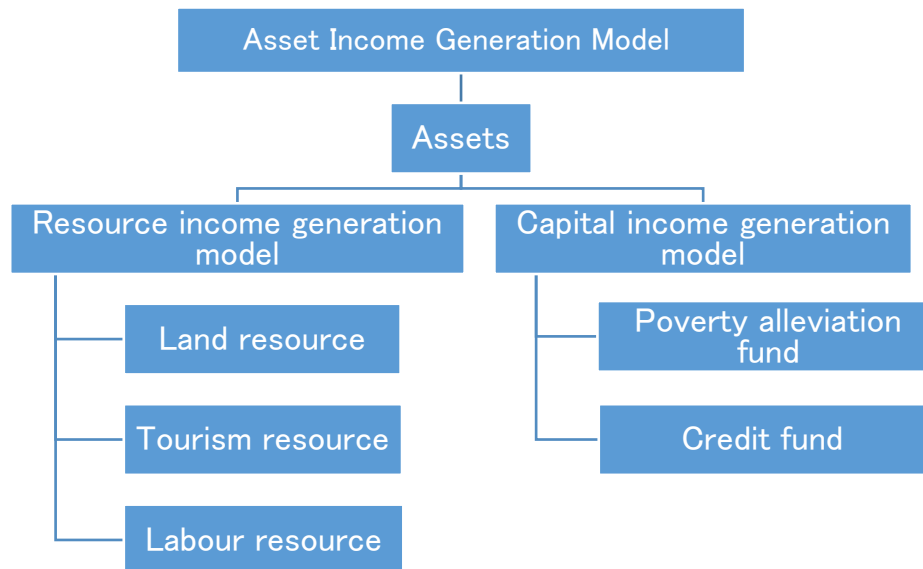 Asset Income Generation Model
Assets
Resource income generation
model
Land resource
Tourism resource
Labour resource
Capital income generation
model
Poverty alleviation
fund
Credit fund